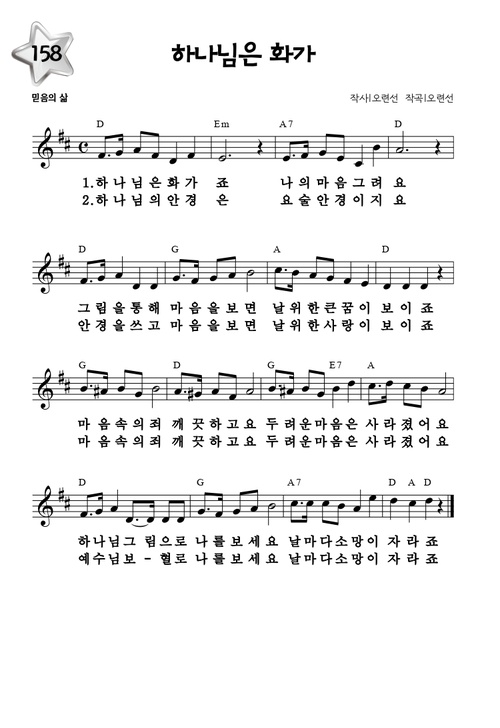 158
하나님은 화가
믿음의 삶
작사|오련선 작곡|오련선
D Em A7 D
1.하 나 님 은 화 가 죠 나 의 마 음 그 려 요
2.하 나 님 의 안 경 은 요 술 안 경 이 지 요
D G A D
그 림 을 통 해 마 음 을 보 면 날 위 한 큰 꿈 이 보 이 죠
안 경 을 쓰 고 마 음 을 보 면 날 위 한 사 랑 이 보 이 죠
G D G E7 A
마 음 속 의 죄 깨 끗 하 고 요 두 려 운 마 음 은 사 라 졌 어 요
마 음 속 의 죄 깨 끗 하 고 요 두 려 운 마 음 은 사 라 졌 어 요
D G A7 D A D
하 나 님 그 림 으 로 나 를 보 세 요 날 마 다 소 망 이 자 라 죠
예 수 님 보 - 혈 로 나 를 보 세 요 날 마 다 소 망 이 자 라 죠